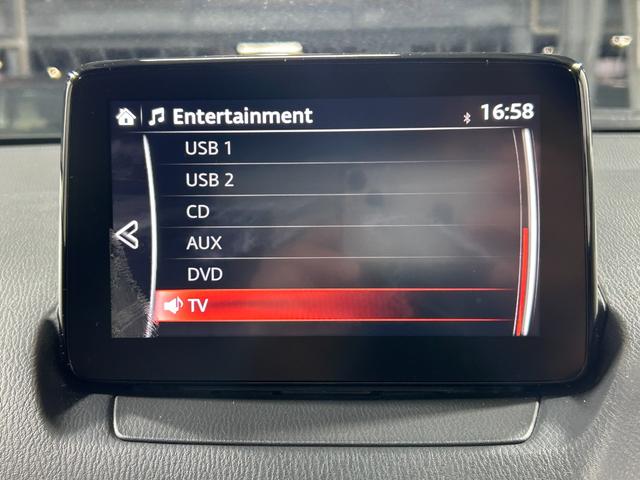 Entertainment
16:58
USB 1
USB 2
CD
AUX
DVD
TV